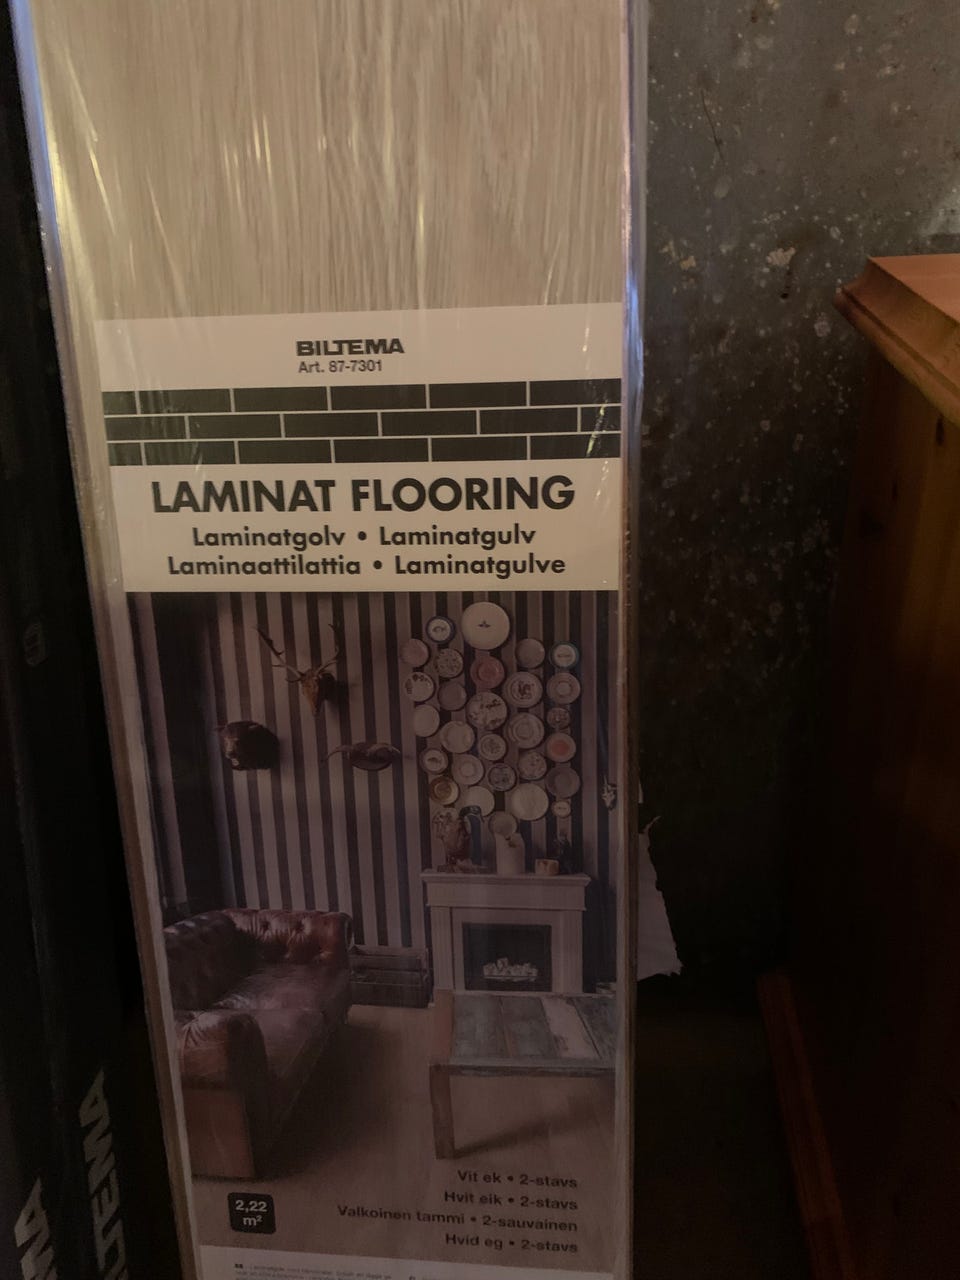 BILTEMA
Art. 87-7301
LAMINAT FLOORING
Laminatgolv • Laminatgulv
Laminaattilattia • Laminatgulve
Vit ek • 2-stavs
Hvit eik • 2-stavs
Valkoinen tammi • 2-sauvainen
Hvid eg • 2-stavs
2,22
m²
BILTEMA